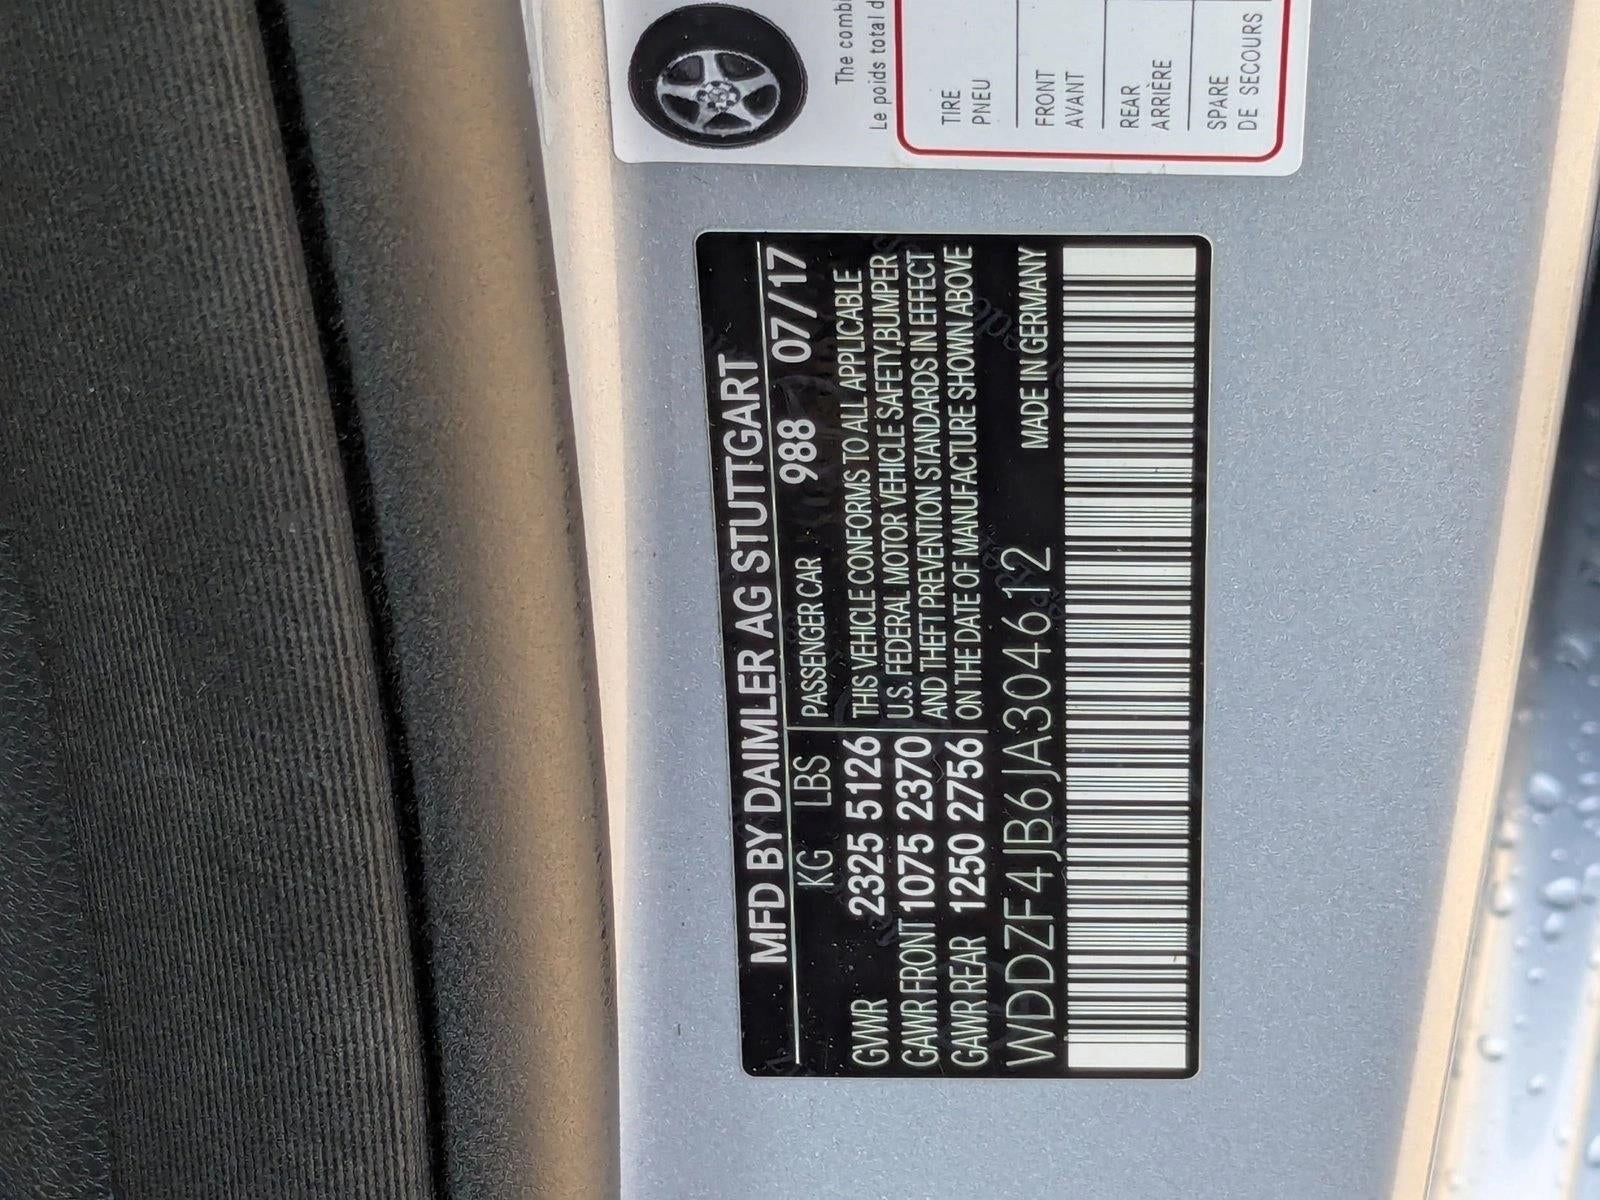 The combi
Le poids total d
TIRE
PNEU
FRONT
AVANT
REAR
ARRIÈRE
SPARE
DE SECOURS
MFD BY DAIMLER AG STUTTGART
KG LBS PASSENGER CAR 988 07/17
GVWR 2325 5126 THIS VEHICLE CONFORMS TO ALL APPLICABLE
GAWR FRONT 1075 2370 U.S. FEDERAL MOTOR VEHICLE SAFETY,BUMPER
AND THEFT PREVENTION STANDARDS IN EFFECT
GAWR REAR 1250 2756 ON THE DATE OF MANUFACTURE SHOWN ABOVE
WDDZF4JB6JA304612 MADE IN GERMANY